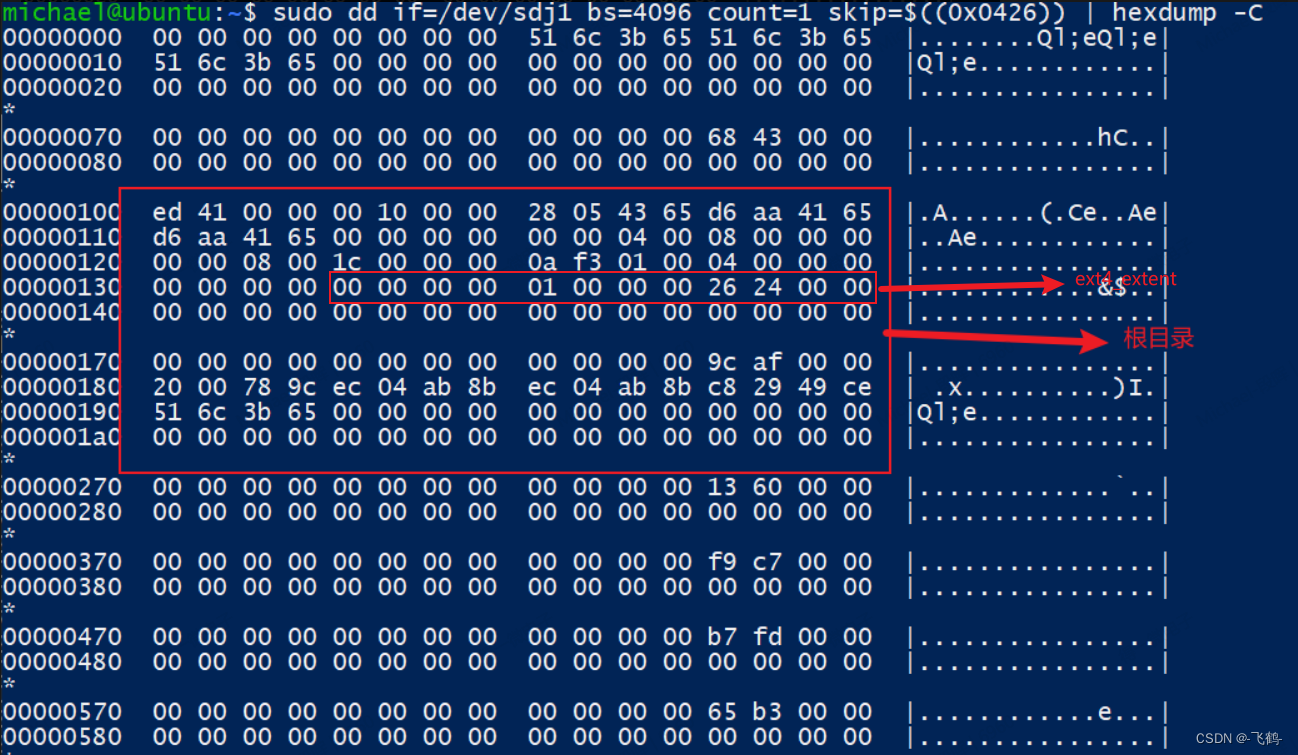 michael@ubuntu:~$ sudo dd if=/dev/sdj1 bs=4096 count=1 skip=$((0x0426)) | hexdump -C
00000000  00 00 00 00 00 00 00 00  51 6c 3b 65 51 6c 3b 65  |........Ql;eQl;e|
00000010  51 6c 3b 65 00 00 00 00  00 00 00 00 00 00 00 00  |Ql;e............|
00000020  00 00 00 00 00 00 00 00  00 00 00 00 00 00 00 00  |................|
*
00000070  00 00 00 00 00 00 00 00  00 00 00 00 68 43 00 00  |............hC..|
00000080  00 00 00 00 00 00 00 00  00 00 00 00 00 00 00 00  |................|
*
00000100  ed 41 00 00 00 10 00 00  28 05 43 65 d6 aa 41 65  |.A......(.Ce..Ae|
00000110  d6 aa 41 65 00 00 00 00  00 00 04 00 08 00 00 00  |..Ae............|
00000120  00 00 08 00 1c 00 00 00  0a f3 01 00 04 00 00 00  |................|
00000130  00 00 00 00 00 00 00 00  01 00 00 00 26 24 00 00  |............&$..|
ext4_extent
00000140  00 00 00 00 00 00 00 00  00 00 00 00 00 00 00 00  |................|
*
根目录
00000170  00 00 00 00 00 00 00 00  00 00 00 00 9c af 00 00  |................|
00000180  20 00 78 9c ec 04 ab 8b  ec 04 ab 8b c8 29 49 ce  | .x..........)I.|
00000190  51 6c 3b 65 00 00 00 00  00 00 00 00 00 00 00 00  |Ql;e............|
000001a0  00 00 00 00 00 00 00 00  00 00 00 00 00 00 00 00  |................|
*
00000270  00 00 00 00 00 00 00 00  00 00 00 00 13 60 00 00  |.............`..|
00000280  00 00 00 00 00 00 00 00  00 00 00 00 00 00 00 00  |................|
*
00000370  00 00 00 00 00 00 00 00  00 00 00 00 f9 c7 00 00  |................|
00000380  00 00 00 00 00 00 00 00  00 00 00 00 00 00 00 00  |................|
*
00000470  00 00 00 00 00 00 00 00  00 00 00 00 b7 fd 00 00  |................|
00000480  00 00 00 00 00 00 00 00  00 00 00 00 00 00 00 00  |................|
*
00000570  00 00 00 00 00 00 00 00  00 00 00 00 65 b3 00 00  |............e...|
00000580  00 00 00 00 00 00 00 00  00 00 00 00 00 00 00 00  |................|
CSDN @-飞鹤-